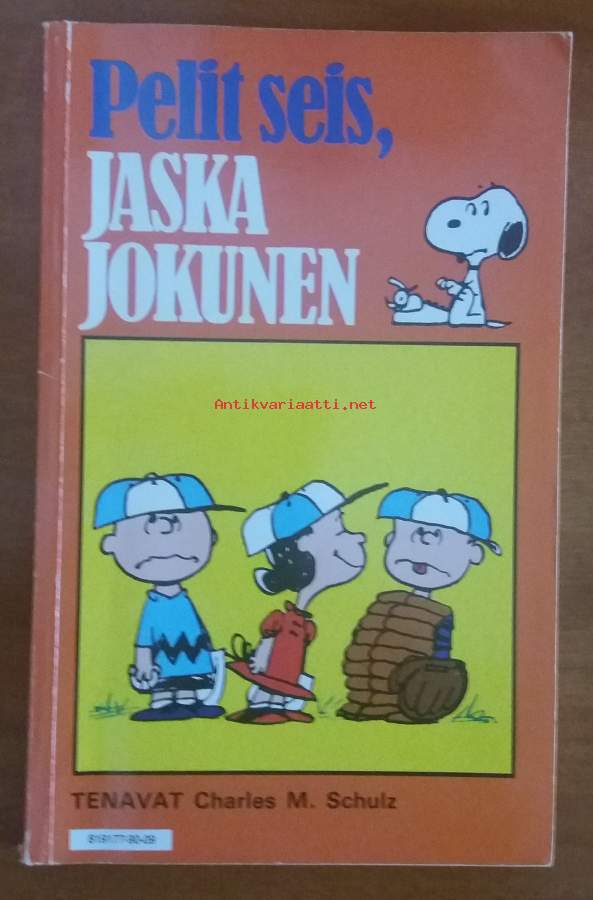 Pelit seis,
JASKA
JOKUNEN
Antikvariaatti.net
TENAVAT Charles M. Schulz